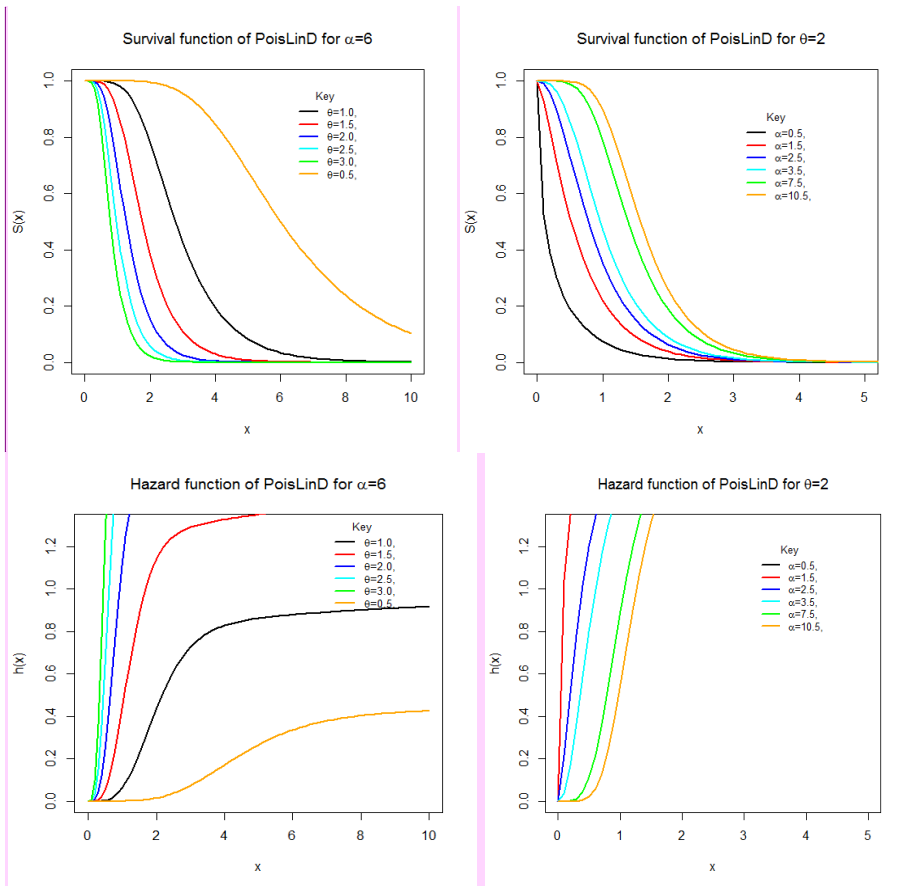 Survival function of PoisLinD for α=6
S(x)
0.0 0.2 0.4 0.6 0.8 1.0
Key
θ=1.0,
θ=1.5,
θ=2.0,
θ=2.5,
θ=3.0,
θ=0.5,
0 2 4 6 8 10
x
Survival function of PoisLinD for θ=2
S(x)
0.0 0.2 0.4 0.6 0.8 1.0
Key
α=0.5,
α=1.5,
α=2.5,
α=3.5,
α=7.5,
α=10.5,
0 1 2 3 4 5
x
Hazard function of PoisLinD for α=6
h(x)
0.0 0.2 0.4 0.6 0.8 1.0 1.2
Key
θ=1.0,
θ=1.5,
θ=2.0,
θ=2.5,
θ=3.0,
θ=0.5,
0 2 4 6 8 10
x
Hazard function of PoisLinD for θ=2
h(x)
0.0 0.2 0.4 0.6 0.8 1.0 1.2
Key
α=0.5,
α=1.5,
α=2.5,
α=3.5,
α=7.5,
α=10.5,
0 1 2 3 4 5
x